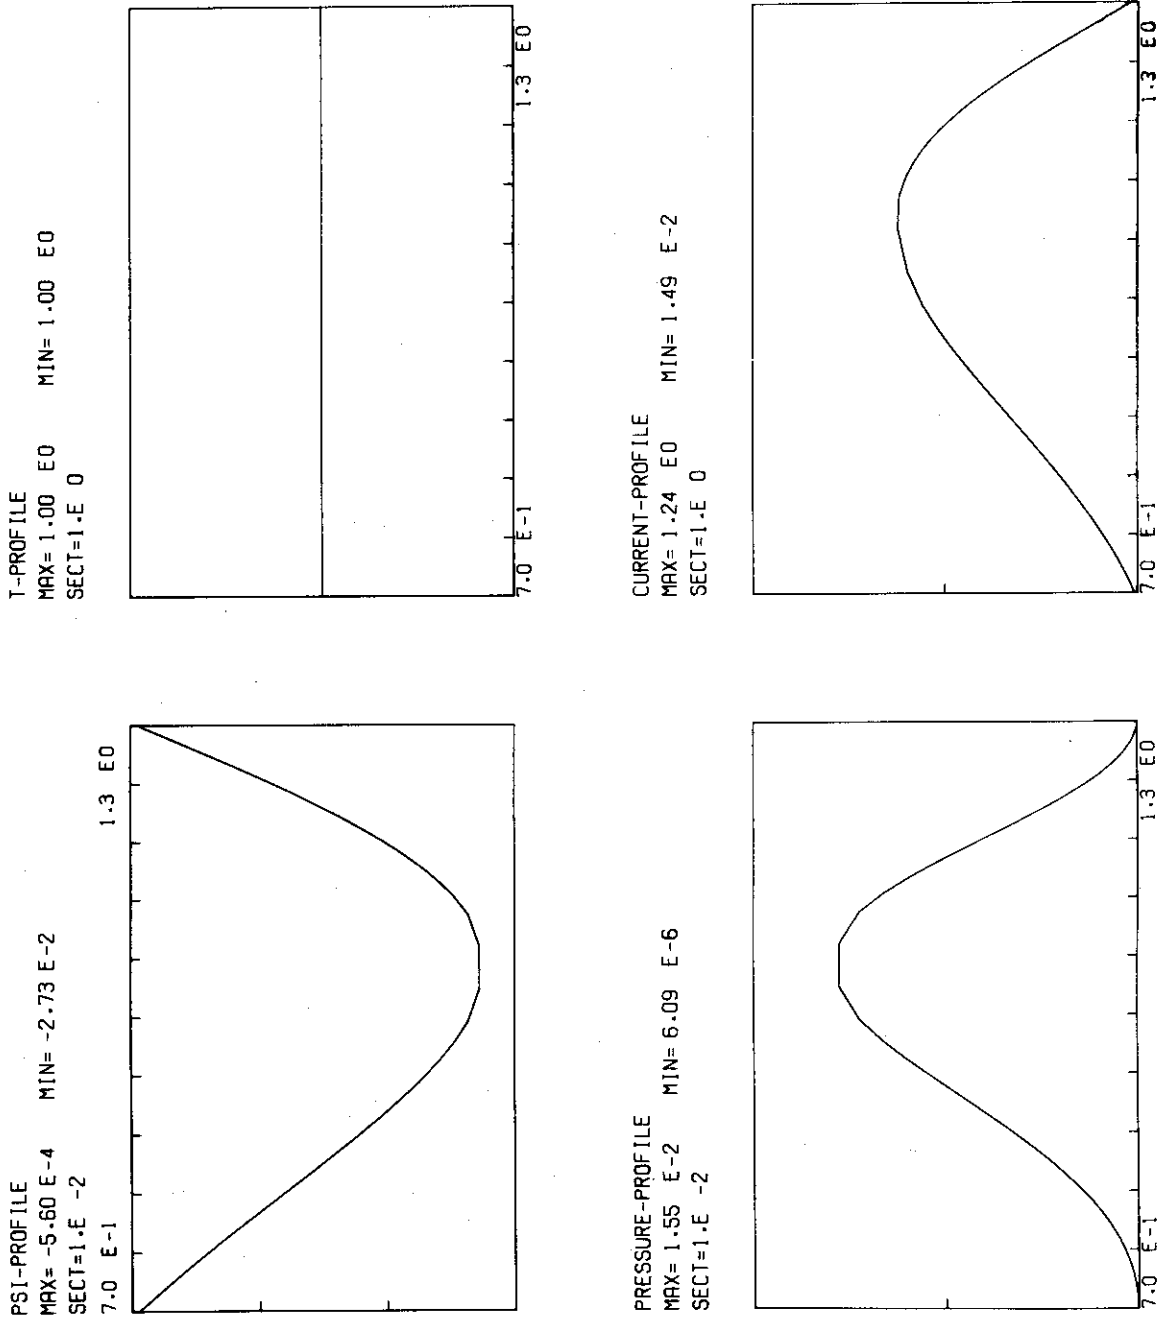 PSI-PROFILE
MAX= -5.60 E-4 MIN= -2.73 E-2
SECT=1.E -2
7.0 E-1 1.3 E0
T-PROFILE
MAX= 1.00 E0 MIN= 1.00 E0
SECT=1.E 0
7.0 E-1 1.3 E0
PRESSURE-PROFILE
MAX= 1.55 E-2 MIN= 6.09 E-6
SECT=1.E -2
7.0 E-1 1.3 E0
CURRENT-PROFILE
MAX= 1.24 E0 MIN= 1.49 E-2
SECT=1.E 0
7.0 E-1 1.3 E0